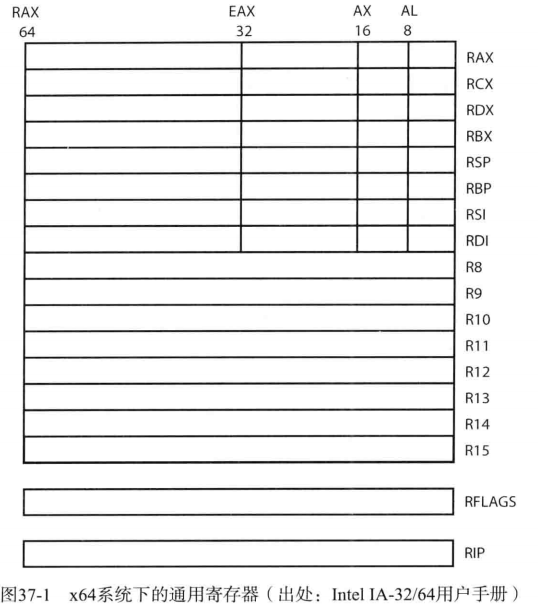 RAX EAX AX AL
64 32 16 8
RAX
RCX
RDX
RBX
RSP
RBP
RSI
RDI
R8
R9
R10
R11
R12
R13
R14
R15
RFLAGS
RIP
图37-1 x64系统下的通用寄存器（出处：Intel IA-32/64用户手册）